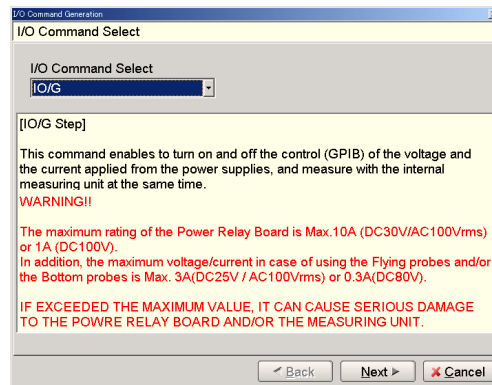 I/O Command Generation
I/O Command Select
I/O Command Select
IO/G
[IO/G Step]
This command enables to turn on and off the control (GPIB) of the voltage and
the current applied from the power supplies, and measure with the internal
measuring unit at the same time.
WARNING!!
The maximum rating of the Power Relay Board is Max.10A (DC30V/AC100Vrms)
or 1A (DC100V).
In addition, the maximum voltage/current in case of using the Flying probes and/or
the Bottom probes is Max. 3A(DC25V / AC100Vrms) or 0.3A(DC80V).
IF EXCEEDED THE MAXIMUM VALUE, IT CAN CAUSE SERIOUS DAMAGE
TO THE POWRE RELAY BOARD AND/OR THE MEASURING UNIT.
Back Next Cancel